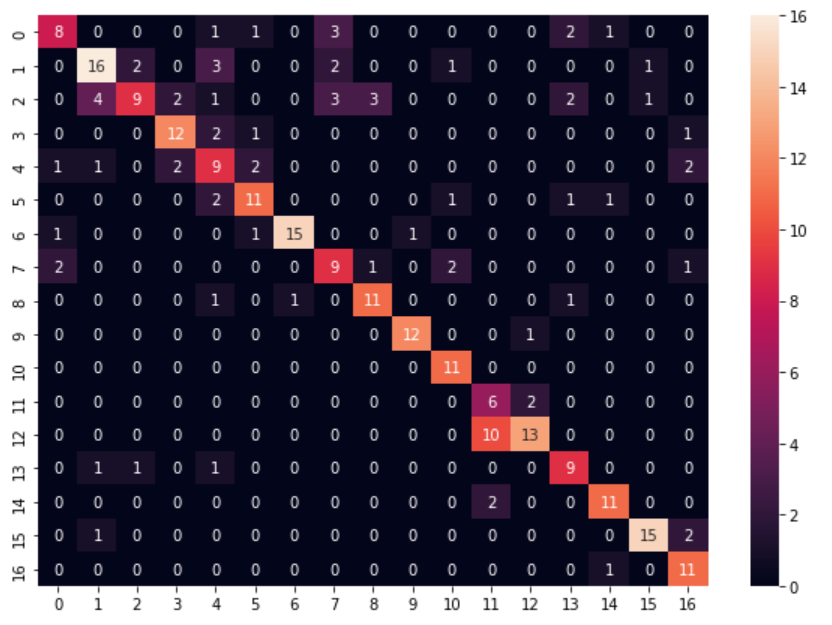 0 8 0 0 0 1 1 0 3 0 0 0 0 0 2 1 0 0 16
1 0 16 2 0 3 0 0 2 0 0 1 0 0 0 0 1 0 14
2 0 4 9 2 1 0 0 3 3 0 0 0 0 2 0 1 0
3 0 0 0 12 2 1 0 0 0 0 0 0 0 0 0 0 1 12
4 1 1 0 2 9 2 0 0 0 0 0 0 0 0 0 0 2
5 0 0 0 0 2 11 0 0 0 0 1 0 0 1 1 0 0 10
6 1 0 0 0 0 1 15 0 0 1 0 0 0 0 0 0 0
7 2 0 0 0 0 0 0 9 1 0 2 0 0 0 0 0 1 8
8 0 0 0 0 1 0 1 0 11 0 0 0 0 1 0 0 0
9 0 0 0 0 0 0 0 0 0 12 0 0 1 0 0 0 0
10 0 0 0 0 0 0 0 0 0 0 11 0 0 0 0 0 0 6
11 0 0 0 0 0 0 0 0 0 0 0 6 2 0 0 0 0
12 0 0 0 0 0 0 0 0 0 0 0 10 13 0 0 0 0 4
13 0 1 1 0 1 0 0 0 0 0 0 0 0 9 0 0 0
14 0 0 0 0 0 0 0 0 0 0 0 2 0 0 11 0 0 2
15 0 1 0 0 0 0 0 0 0 0 0 0 0 0 0 15 2
16 0 0 0 0 0 0 0 0 0 0 0 0 0 0 1 0 11 0
0 1 2 3 4 5 6 7 8 9 10 11 12 13 14 15 16